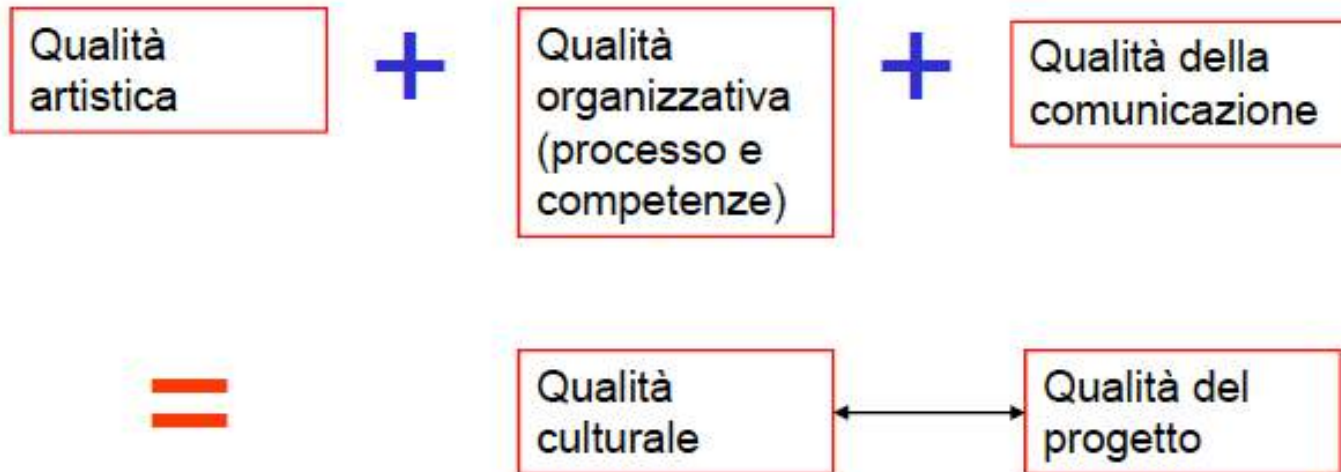 Qualità
artistica
+
Qualità
organizzativa
(processo e
competenze)
+
Qualità della
comunicazione
=
Qualità
culturale
Qualità del
progetto